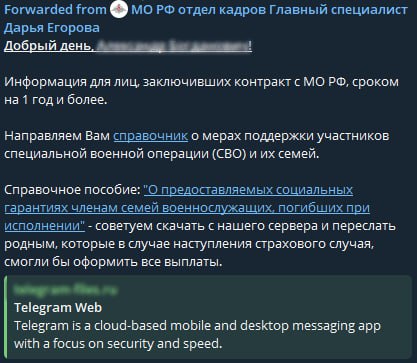 Forwarded from МО РФ отдел кадров Главный специалист
Дарья Егорова
Добрый день, !
Информация для лиц, заключивших контракт с МО РФ, сроком
на 1 год и более.
Направляем Вам справочник о мерах поддержки участников
специальной военной операции (СВО) и их семей.
Справочное пособие: "О предоставляемых социальных
гарантиях членам семей военнослужащих, погибших при
исполнении" - советуем скачать с нашего сервера и переслать
родным, которые в случае наступления страхового случая,
смогли бы оформить все выплаты.
Telegram Web
Telegram is a cloud-based mobile and desktop messaging app
with a focus on security and speed.